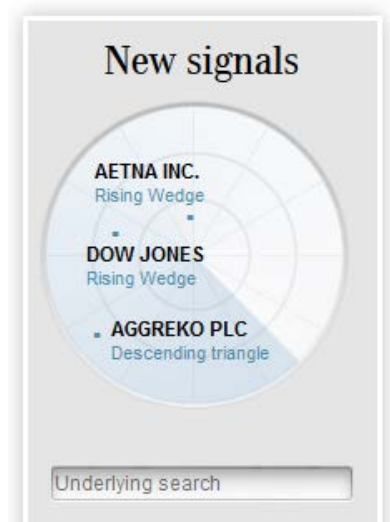 New signals
AETNA INC.
Rising Wedge
DOW JONES
Rising Wedge
AGGREKO PLC
Descending triangle
Underlying search